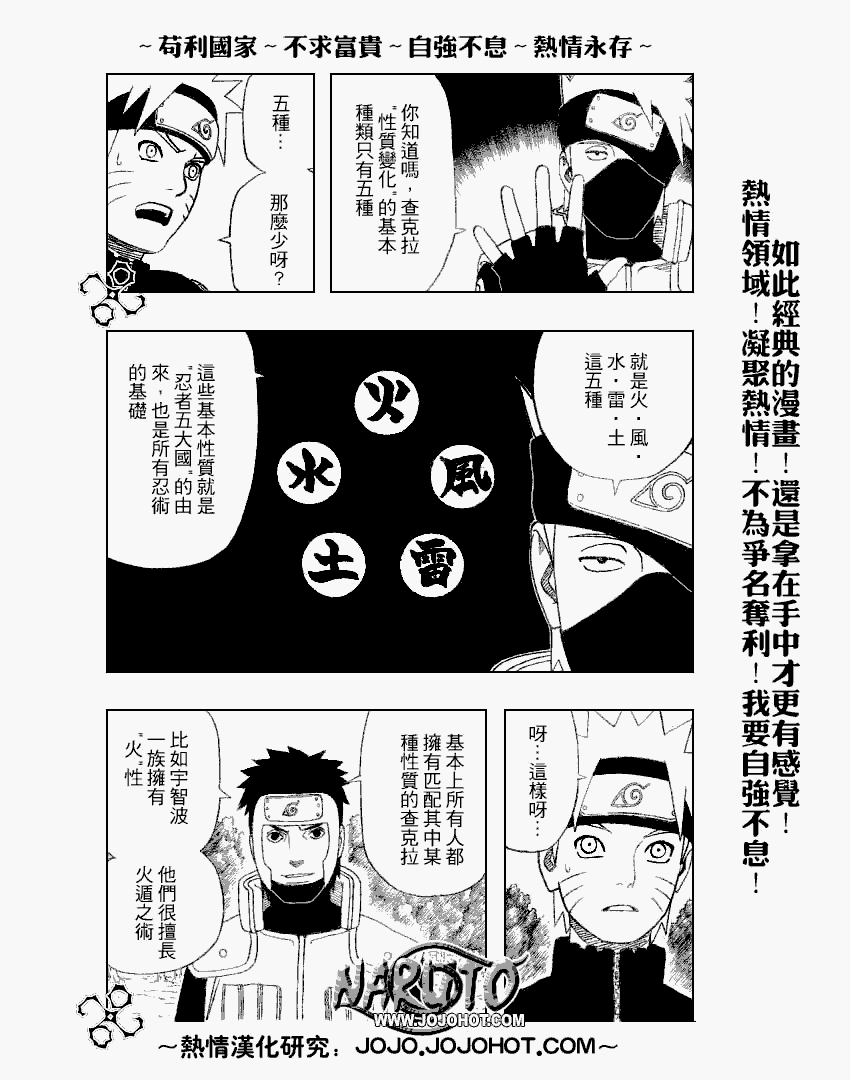 ~苟利國家~不求富貴~自強不息~熱情永存~
你知道嗎，查克拉
"性質變化"的基本
種類只有五種
五種…
那麼少呀？
就是火．風．
水．雷．土
這五種
火
風
雷
土
水
這些基本性質就是
"忍者五大國"的由
來，也是所有忍術
的基礎
呀…這樣呀…
基本上所有人都
擁有匹配其中某
種性質的查克拉
比如宇智波
一族擁有
"火"性
他們很擅長
火遁之術
如此經典的漫畫！還是拿在手中才更有感覺！
熱情領域！凝聚熱情！不為爭名奪利！我要自強不息！
NARUTO
WWW.JOJOHOT.COM
~熱情漢化研究：JOJO.JOJOHOT.COM~